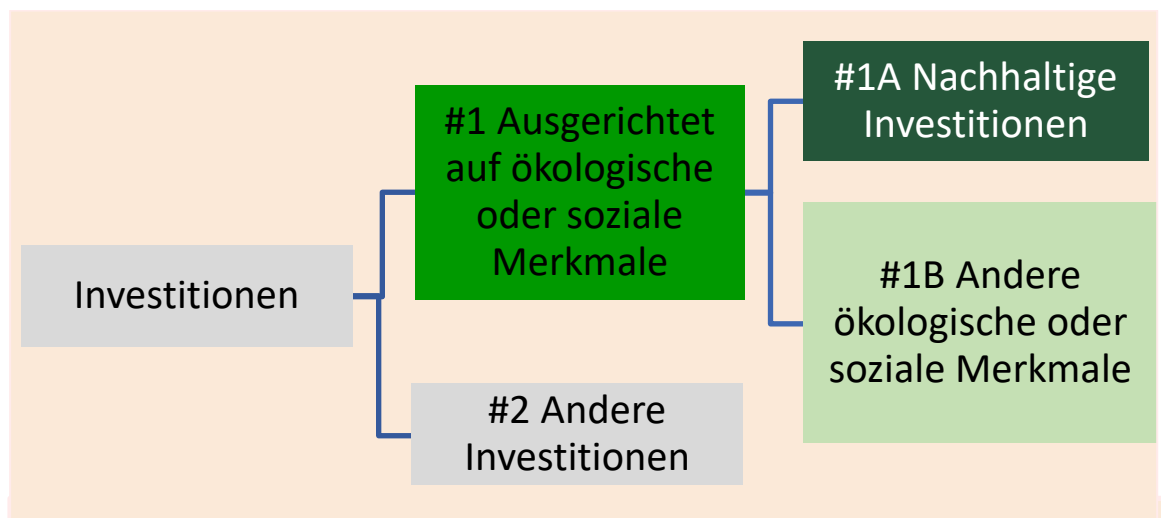 Investitionen
#1 Ausgerichtet
auf ökologische
oder soziale
Merkmale
#2 Andere
Investitionen
#1A Nachhaltige
Investitionen
#1B Andere
ökologische oder
soziale Merkmale